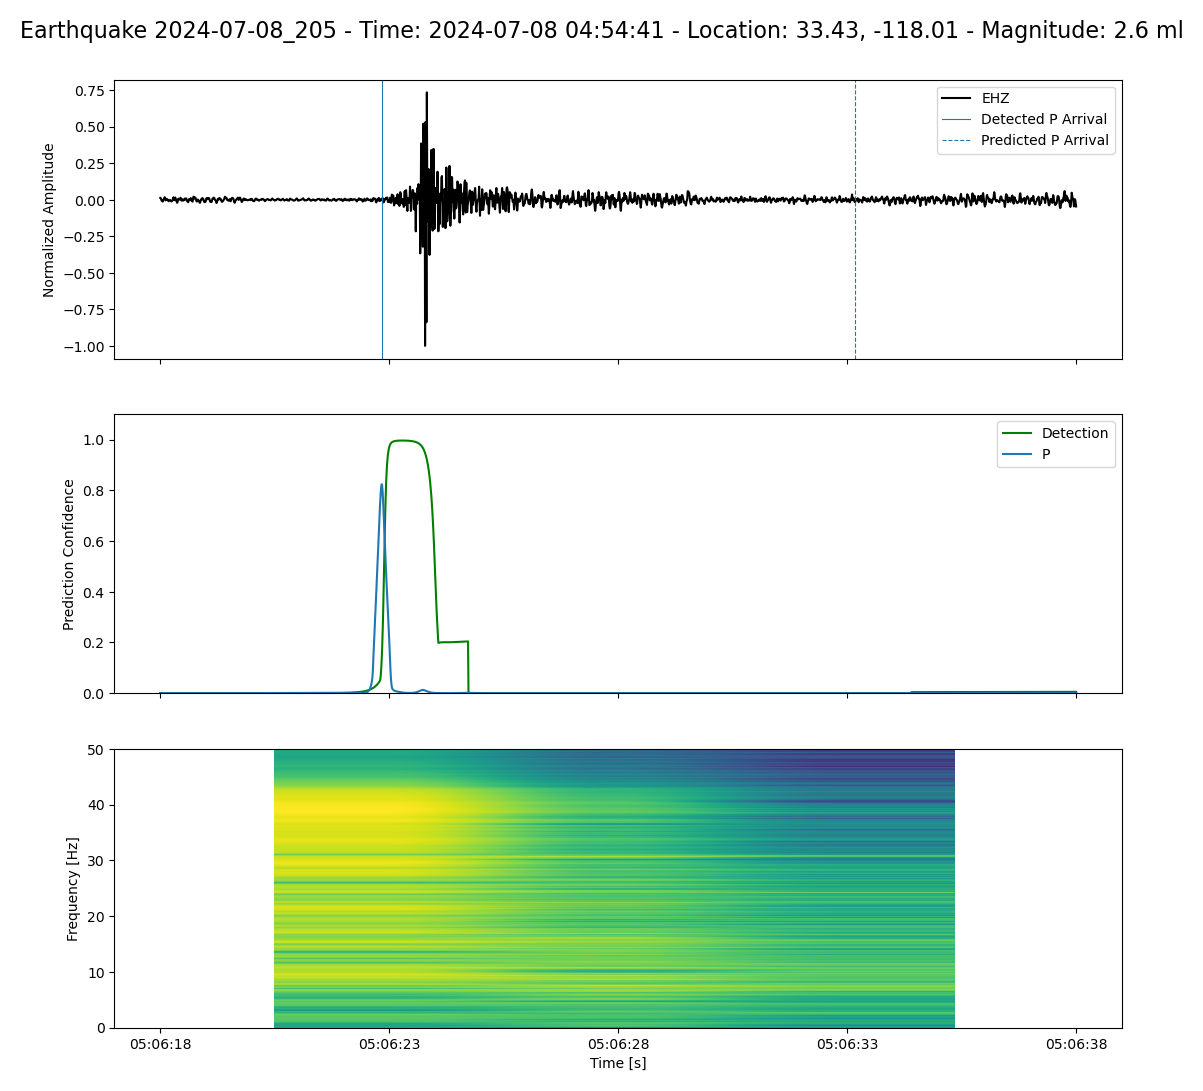 Earthquake 2024-07-08_205 - Time: 2024-07-08 04:54:41 - Location: 33.43, -118.01 - Magnitude: 2.6 ml
EHZ
Detected P Arrival
Predicted P Arrival
0.75
0.50
0.25
0.00
−0.25
−0.50
−0.75
−1.00
Normalized Amplitude
Detection
P
1.0
0.8
0.6
0.4
0.2
0.0
Prediction Confidence
50
40
30
20
10
0
Frequency [Hz]
05:06:18
05:06:23
05:06:28
05:06:33
05:06:38
Time [s]